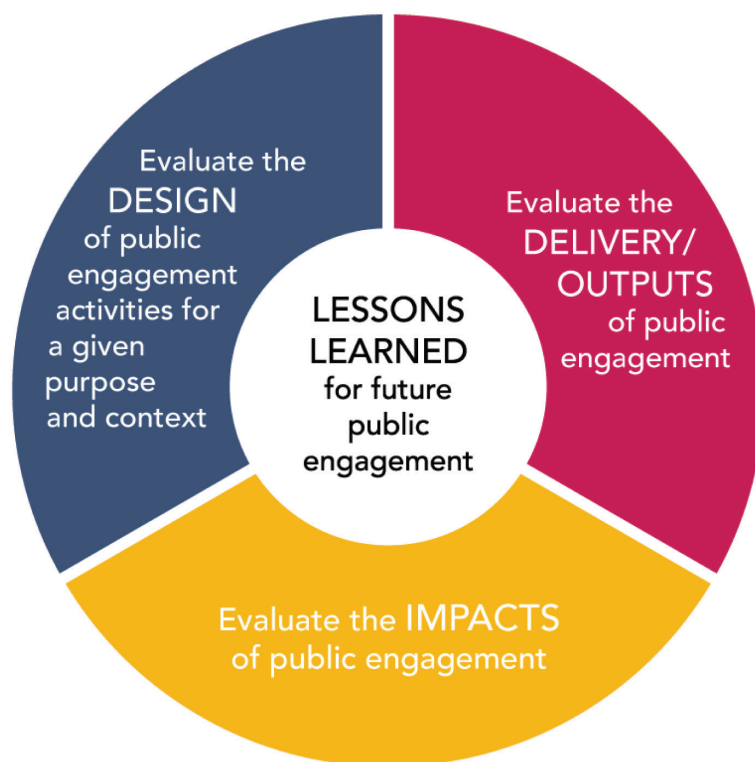 Evaluate the
DESIGN
of public
engagement
activities for
a given
purpose
and context
Evaluate the
DELIVERY/
OUTPUTS
of public
engagement
LESSONS
LEARNED
for future
public
engagement
Evaluate the IMPACTS
of public engagement